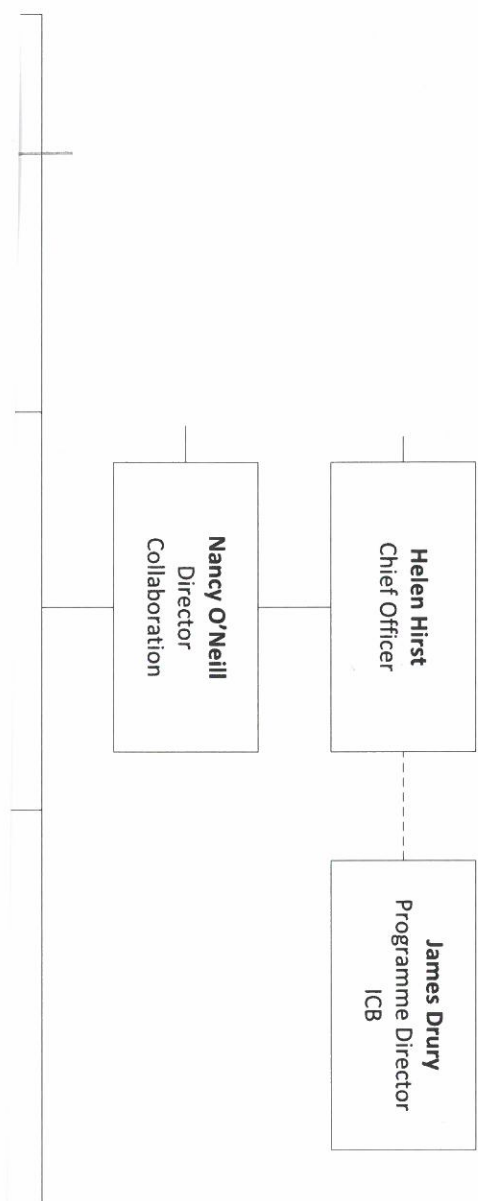 Helen Hirst
Chief Officer
James Drury
Programme Director
ICB
Nancy O’Neill
Director
Collaboration